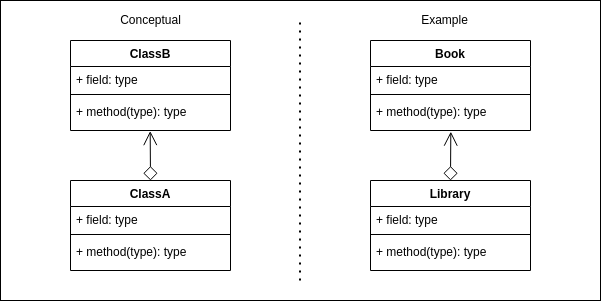 Conceptual
ClassB
+ field: type
+ method(type): type
ClassA
+ field: type
+ method(type): type
Example
Book
+ field: type
+ method(type): type
Library
+ field: type
+ method(type): type